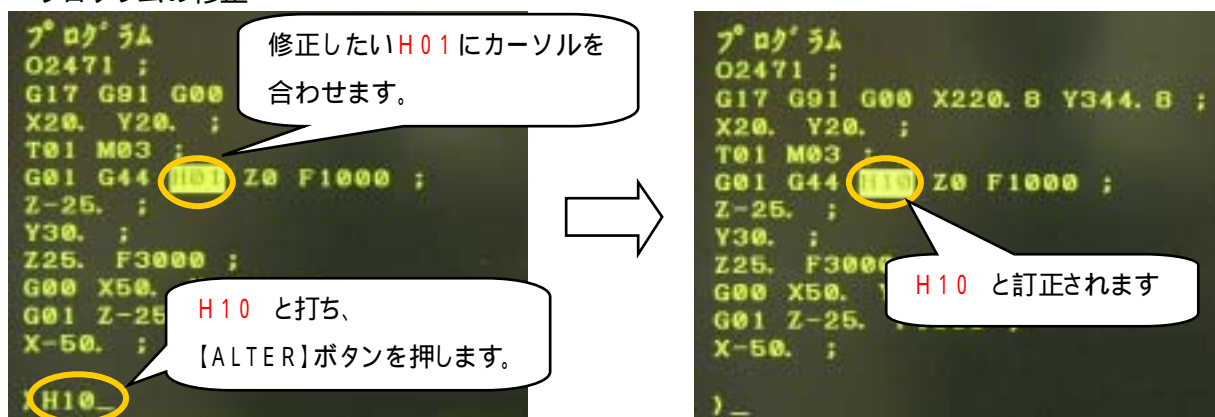 プログラムの修正
プログラム
O2471 ;
G17 G91 G00
X20. Y20. ;
T01 M03 ;
G01 G44 H01 Z0 F1000 ;
Z-25. ;
Y30. ;
Z25. F3000 ;
G00 X50.
G01 Z-25
X-50. ;
)H10_
修正したいH01にカーソルを
合わせます。
H10 と打ち、
【ALTER】ボタンを押します。
プログラム
O2471 ;
G17 G91 G00 X220.8 Y344.8 ;
X20. Y20. ;
T01 M03 ;
G01 G44 H10 Z0 F1000 ;
Z-25. ;
Y30. ;
Z25. F3000
G00 X50. Y
G01 Z-25.
X-50. ;
)_
H10 と訂正されます